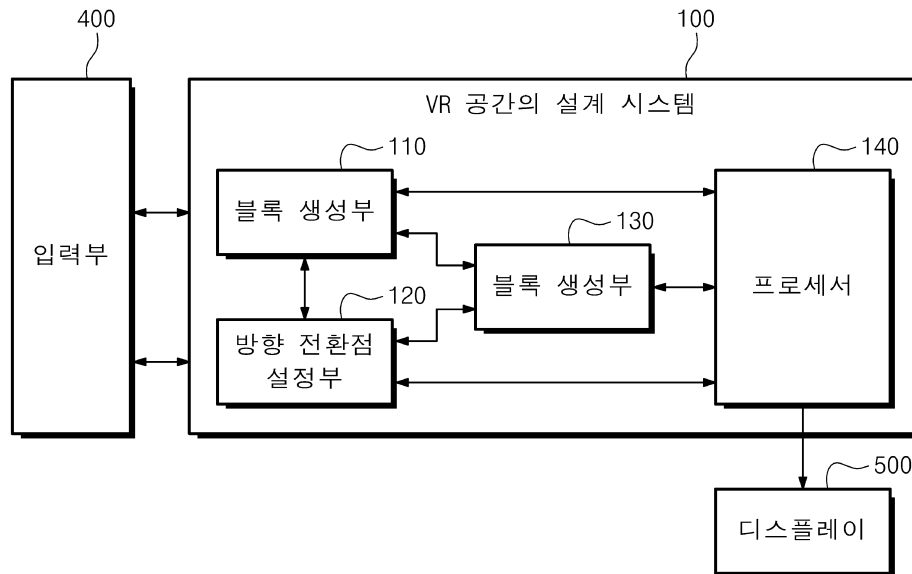 400
100
VR 공간의 설계 시스템
110
140
블록 생성부
130
입력부
블록 생성부
프로세서
120
방향 전환점
설정부
500
디스플레이